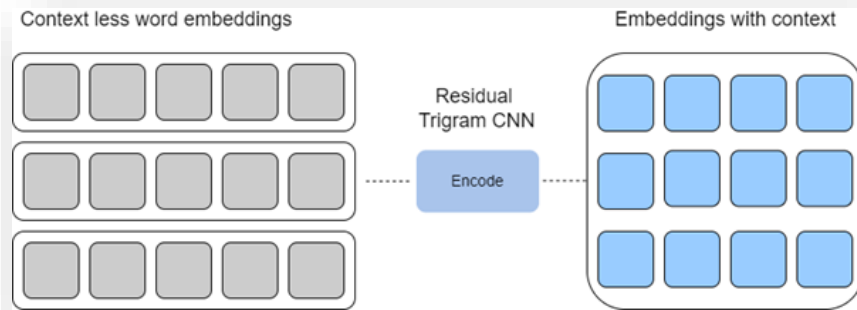 Context less word embeddings
Embeddings with context
Residual
Trigram CNN
Encode